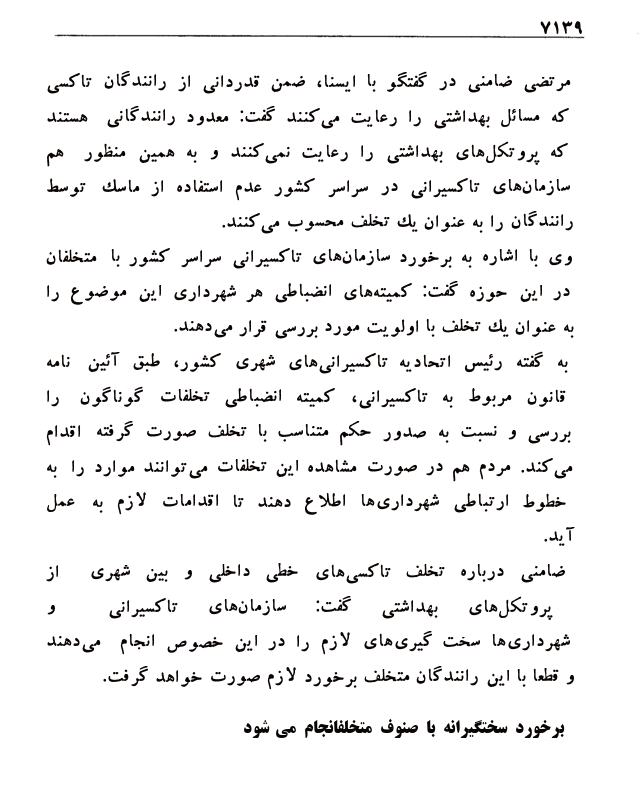 ۷۱۳۹
مرتضی ضامنی در گفتگو با ایسنا، ضمن قدردانی از رانندگان تاکسی
که مسائل بهداشتی را رعایت می‌کنند گفت: معدود رانندگانی هستند
که پروتکل‌های بهداشتی را رعایت نمی‌کنند و به همین منظور هم
سازمان‌های تاکسیرانی در سراسر کشور عدم استفاده از ماسك توسط
رانندگان را به عنوان یك تخلف محسوب می‌کنند.
وی با اشاره به برخورد سازمان‌های تاکسیرانی سراسر کشور با متخلفان
در این حوزه گفت: کمیته‌های انضباطی هر شهرداری این موضوع را
به عنوان یك تخلف با اولویت مورد بررسی قرار می‌دهند.
به گفته رئیس اتحادیه تاکسیرانی‌های شهری کشور، طبق آئین نامه
قانون مربوط به تاکسیرانی، کمیته انضباطی تخلفات گوناگون را
بررسی و نسبت به صدور حکم متناسب با تخلف صورت گرفته اقدام
می‌کند. مردم هم در صورت مشاهده این تخلفات می‌توانند موارد را به
خطوط ارتباطی شهرداری‌ها اطلاع دهند تا اقدامات لازم به عمل
آید.
ضامنی درباره تخلف تاکسی‌های خطی داخلی و بین شهری از
پروتکل‌های بهداشتی گفت: سازمان‌های تاکسیرانی و
شهرداری‌ها سخت گیری‌های لازم را در این خصوص انجام می‌دهند
و قطعا با این رانندگان متخلف برخورد لازم صورت خواهد گرفت.
برخورد سختگیرانه با صنوف متخلفانجام می شود